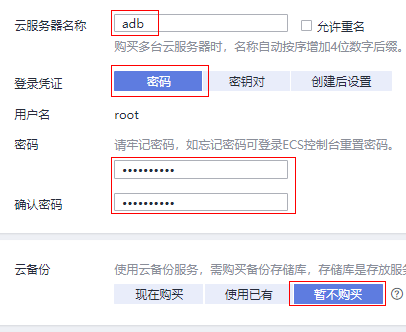 云服务器名称 adb 允许重名
购买多台云服务器时，名称自动按序增加4位数字后缀。
登录凭证 密码 密钥对 创建后设置
用户名 root
密码 请牢记密码，如忘记密码可登录ECS控制台重置密码。
••••••••••
确认密码 ••••••••••
云备份 使用云备份服务，需购买备份存储库，存储库是存放服
现在购买 使用已有 暂不购买 ?